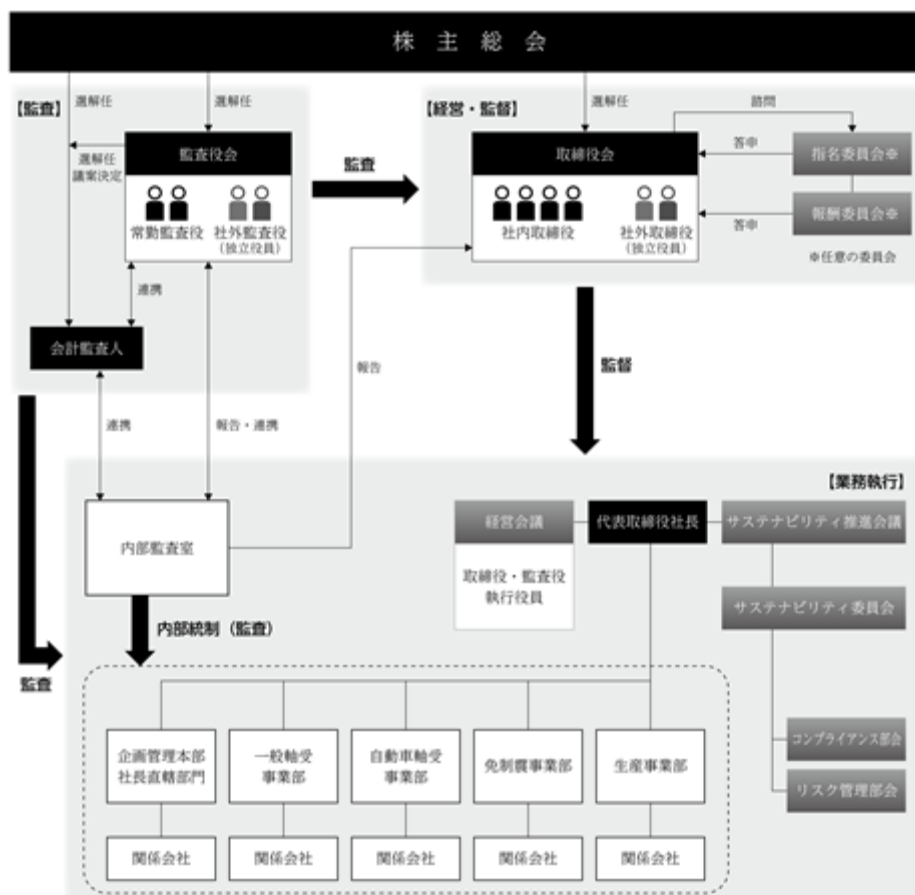 株主総会
【監査】
選解任
選解任
選解任
議案決定
監査役会
常勤監査役
社外監査役
(独立役員)
連携
会計監査人
監査
【経営・監督】
選解任
諮問
取締役会
答申
指名委員会※
社内取締役
社外取締役
(独立役員)
答申
報酬委員会※
※任意の委員会
連携
報告・連携
報告
監督
【業務執行】
内部監査室
経営会議
取締役・監査役
執行役員
代表取締役社長
サステナビリティ推進会議
サステナビリティ委員会
コンプライアンス部会
リスク管理部会
監査
内部統制（監査）
企画管理本部
社長直轄部門
一般軸受
事業部
自動車軸受
事業部
免制震事業部
生産事業部
関係会社
関係会社
関係会社
関係会社
関係会社